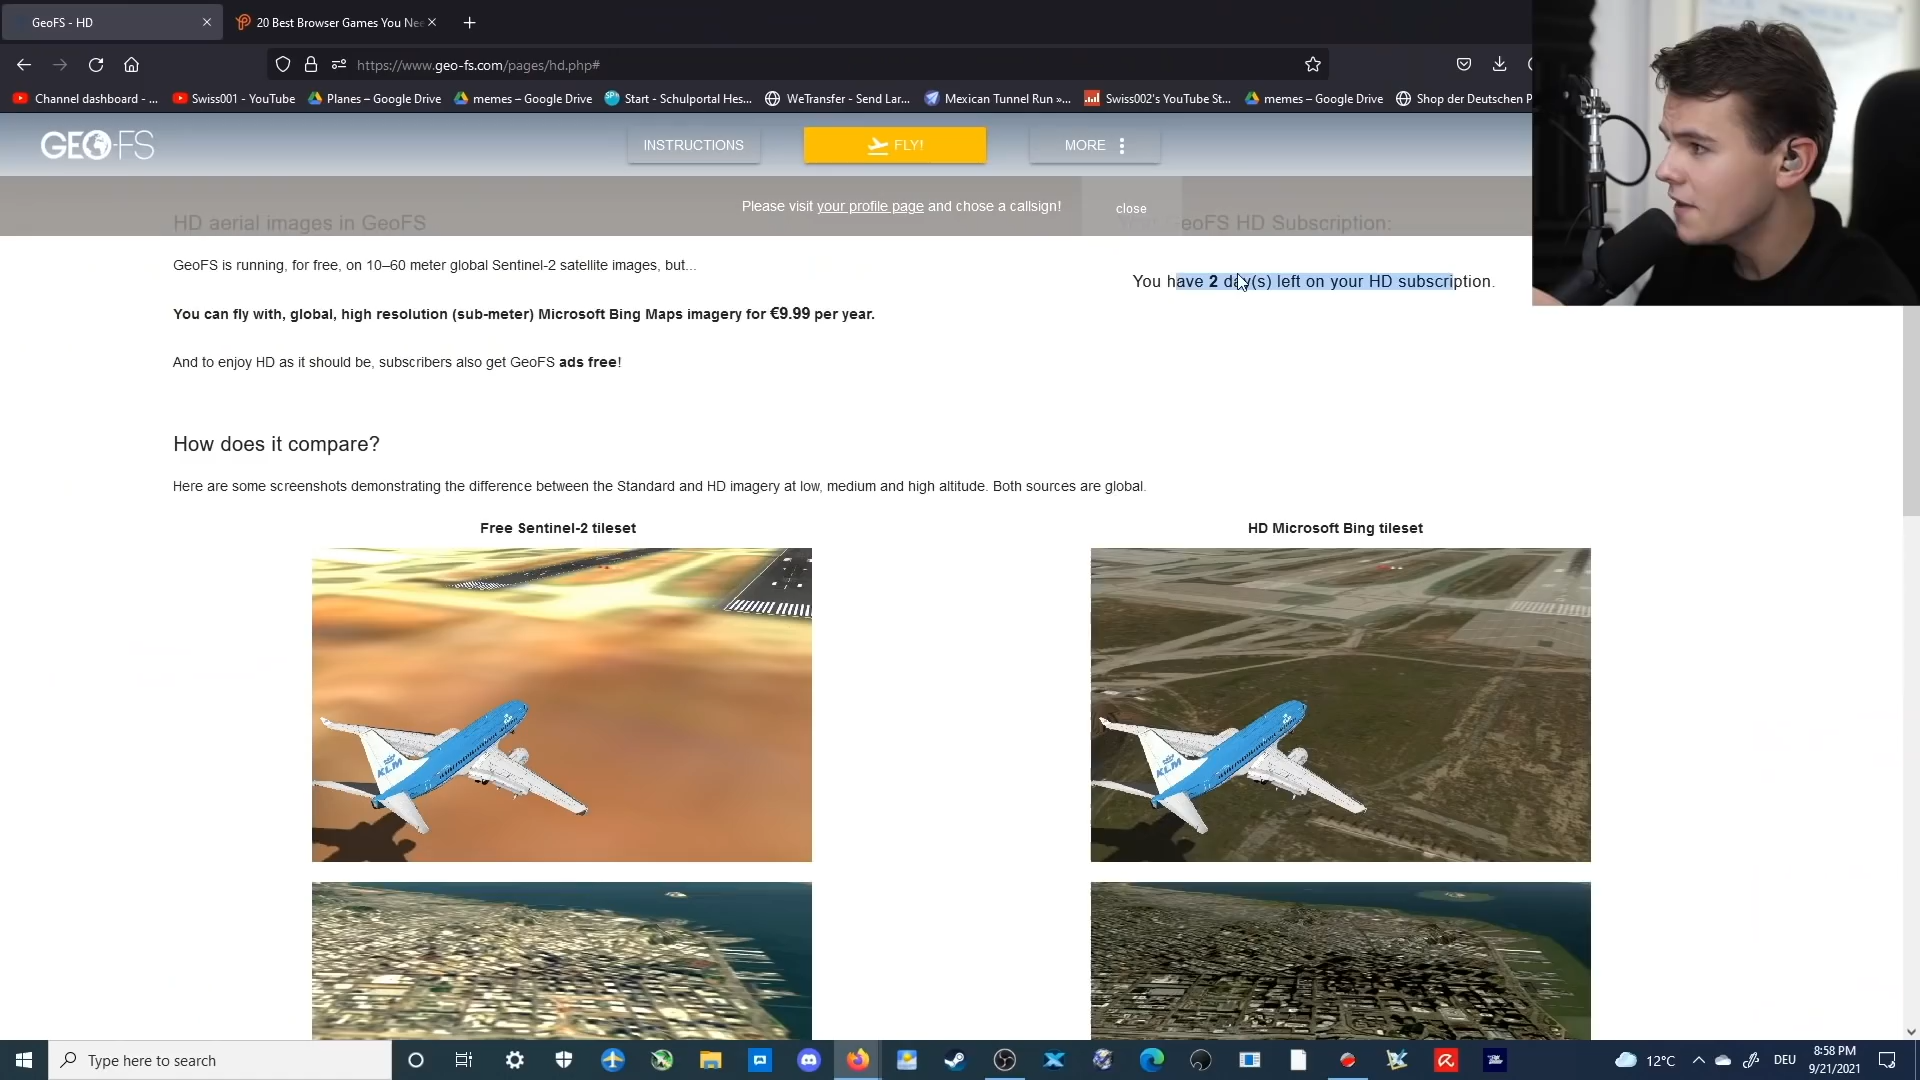 GeoFS - HD
20 Best Browser Games You Nee
https://www.geo-fs.com/pages/hd.php#
Channel dashboard - ...
Swiss001 - YouTube
Planes – Google Drive
memes – Google Drive
Start - Schulportal Hes...
WeTransfer - Send Lar...
Mexican Tunnel Run »...
Swiss002's YouTube St...
memes – Google Drive
Shop der Deutschen P
GEO-FS
INSTRUCTIONS
FLY!
MORE
Please visit your profile page and chose a callsign!
close
HD aerial images in GeoFS
GeoFS HD Subscription:
GeoFS is running, for free, on 10–60 meter global Sentinel-2 satellite images, but...
You have 2 day(s) left on your HD subscription.
You can fly with, global, high resolution (sub-meter) Microsoft Bing Maps imagery for €9.99 per year.
And to enjoy HD as it should be, subscribers also get GeoFS ads free!
How does it compare?
Here are some screenshots demonstrating the difference between the Standard and HD imagery at low, medium and high altitude. Both sources are global.
Free Sentinel-2 tileset
HD Microsoft Bing tileset
KLM
KLM
Type here to search
12°C
DEU
8:58 PM
9/21/2021